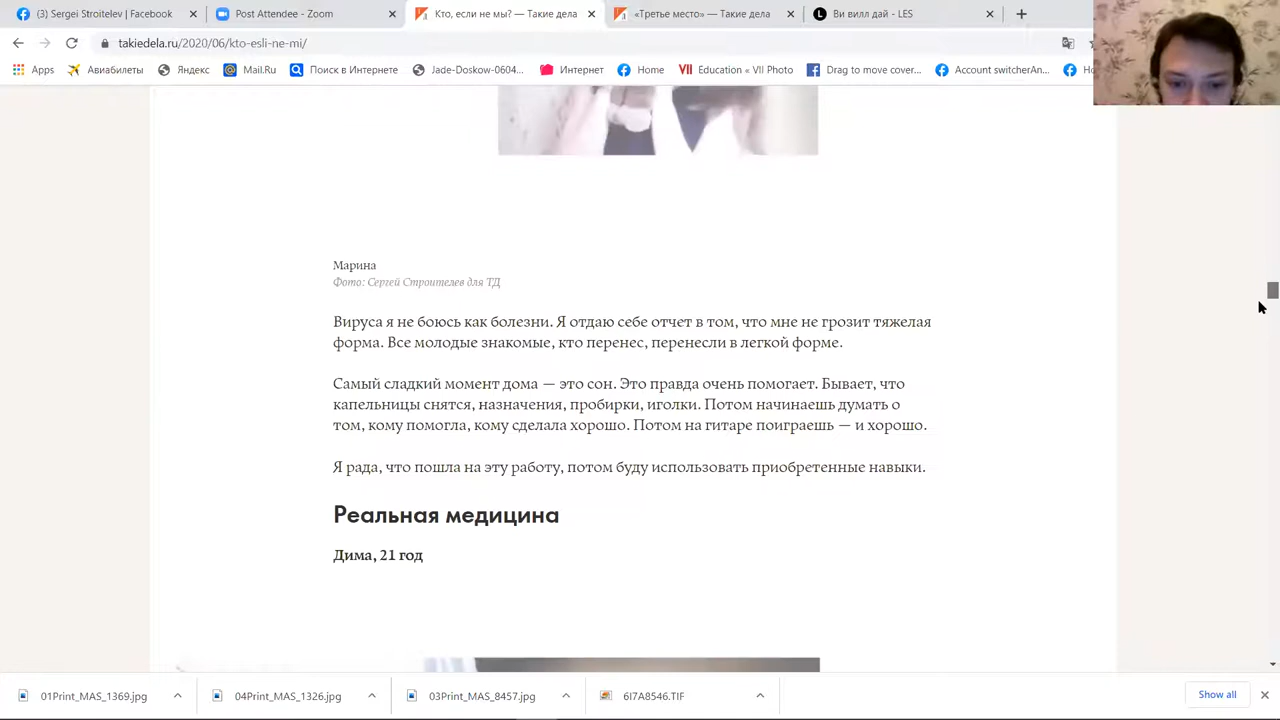 (3) Sergei Stroitelev | Facebook
Post Attendee - Zoom
Кто, если не мы? — Такие дела
«Третье место» — Такие дела
Ви вилл дай - LES
takiedela.ru/2020/06/kto-esli-ne-mi/
Apps Авиабилеты Яндекс Mail.Ru Поиск в Интернете Jade-Doskow-0604... Интернет Home Education « VII Photo Drag to move cover... Account switcherAn...
Марина
Фото: Сергей Строителев для ТД
Вируса я не боюсь как болезни. Я отдаю себе отчет в том, что мне не грозит тяжелая
форма. Все молодые знакомые, кто перенес, перенесли в легкой форме.
Самый сладкий момент дома — это сон. Это правда очень помогает. Бывает, что
капельницы снятся, назначения, пробирки, иголки. Потом начинаешь думать о
том, кому помогла, кому сделала хорошо. Потом на гитаре поиграешь — и хорошо.
Я рада, что пошла на эту работу, потом буду использовать приобретенные навыки.
Реальная медицина
Дима, 21 год
01Print_MAS_1369.jpg
04Print_MAS_1326.jpg
03Print_MAS_8457.jpg
6I7A8546.TIF
Show all